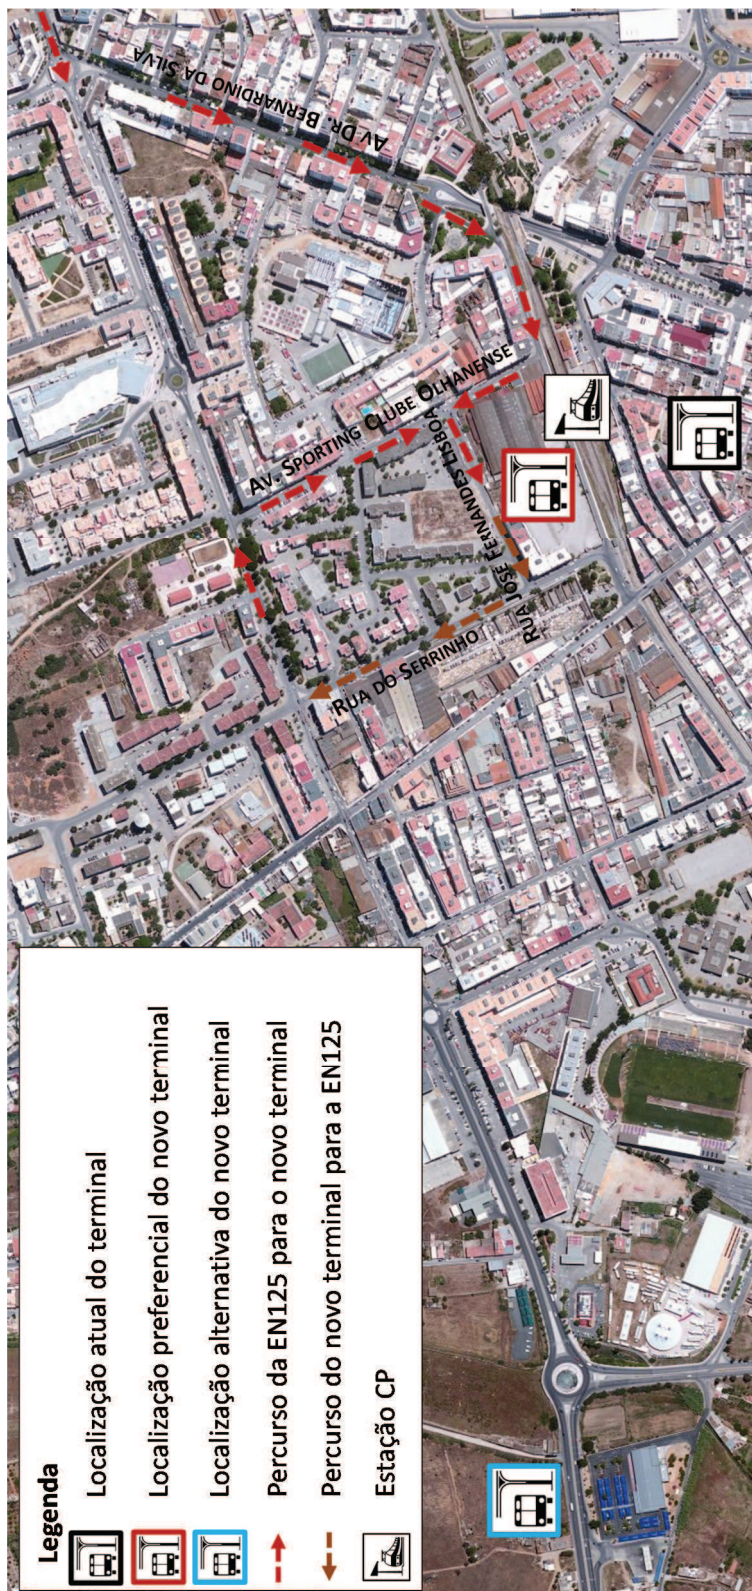 Legenda
Localização atual do terminal
Localização preferencial do novo terminal
Localização alternativa do novo terminal
Percurso da EN125 para o novo terminal
Percurso do novo terminal para a EN125
Estação CP
RUA DO SERRINHO
RUA JOSÉ FERNANDES LISBOA
AV. SPORTING CLUBE OLHANENSE
AV DR. BERNARDINO DA SILVA